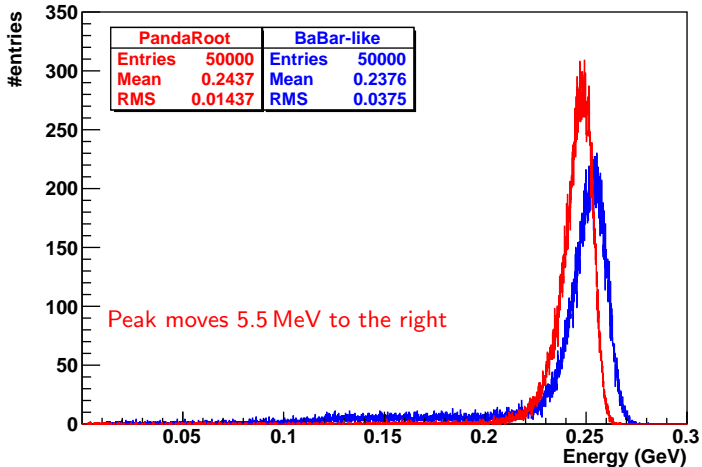 #entries
350
300
250
200
150
100
50
0
PandaRoot
Entries 50000
Mean 0.2437
RMS 0.01437
BaBar-like
Entries 50000
Mean 0.2376
RMS 0.0375
Peak moves 5.5 MeV to the right
0.05 0.1 0.15 0.2 0.25 0.3
Energy (GeV)